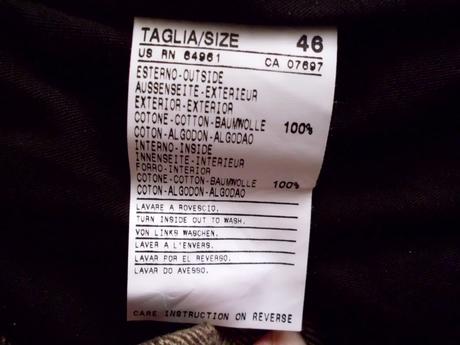 TAGLIA/SIZE 46
US RN 64961 CA 07697
ESTERNO-OUTSIDE
AUSSENSEITE-EXTERIEUR
EXTERIOR-EXTERIOR
COTONE-COTTON-BAUMWOLLE 100%
COTON-ALGODON-ALGODAO
INTERNO-INSIDE
INNENSEITE-INTERIEUR
FORRO-INTERIOR
COTONE-COTTON-BAUMWOLLE 100%
COTON-ALGODON-ALGODAO
LAVARE A ROVESCIO.
TURN INSIDE OUT TO WASH.
VON LINKS WASCHEN.
LAVER A L'ENVERS.
LAVAR POR EL REVERSO.
LAVAR DO AVESSO.
CARE INSTRUCTION ON REVERSE